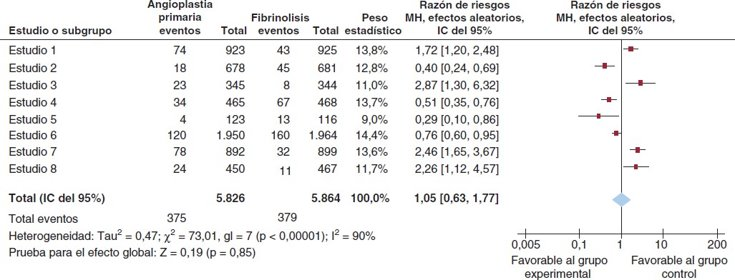 Angioplastia primaria Fibrinolisis Peso Razón de riesgos MH, efectos aleatorios, Razón de riesgos MH, efectos aleatorios,
Estudio o subgrupo eventos Total eventos Total estadístico IC del 95% IC del 95%
Estudio 1 74 923 43 925 13,8% 1,72 [1,20, 2,48]
Estudio 2 18 678 45 681 12,8% 0,40 [0,24, 0,69]
Estudio 3 23 345 8 344 11,0% 2,87 [1,30, 6,32]
Estudio 4 34 465 67 468 13,7% 0,51 [0,35, 0,76]
Estudio 5 4 123 13 116 9,0% 0,29 [0,10, 0,86]
Estudio 6 120 1.950 160 1.964 14,4% 0,76 [0,60, 0,95]
Estudio 7 78 892 32 899 13,6% 2,46 [1,65, 3,67]
Estudio 8 24 450 11 467 11,7% 2,26 [1,12, 4,57]
Total (IC del 95%) 5.826 5.864 100,0% 1,05 [0,63, 1,77]
Total eventos 375 379
Heterogeneidad: Tau² = 0,47; χ² = 73,01, gl = 7 (p < 0,00001); I² = 90%
Prueba para el efecto global: Z = 0,19 (p = 0,85)
0,005 0,1 1 10 200
Favorable al grupo experimental Favorable al grupo control